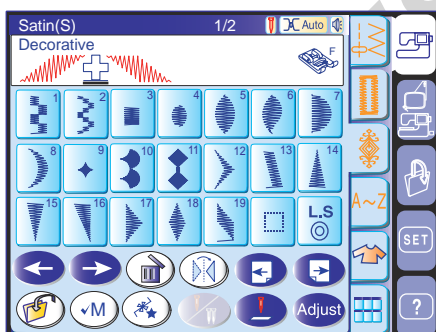 Satin(S) 1/2 Auto
Decorative
F
1 2 3 4 5 6 7
8 9 10 11 12 13 14
15 16 17 18 19 L.S
A~Z
SET
✓M Adjust
?